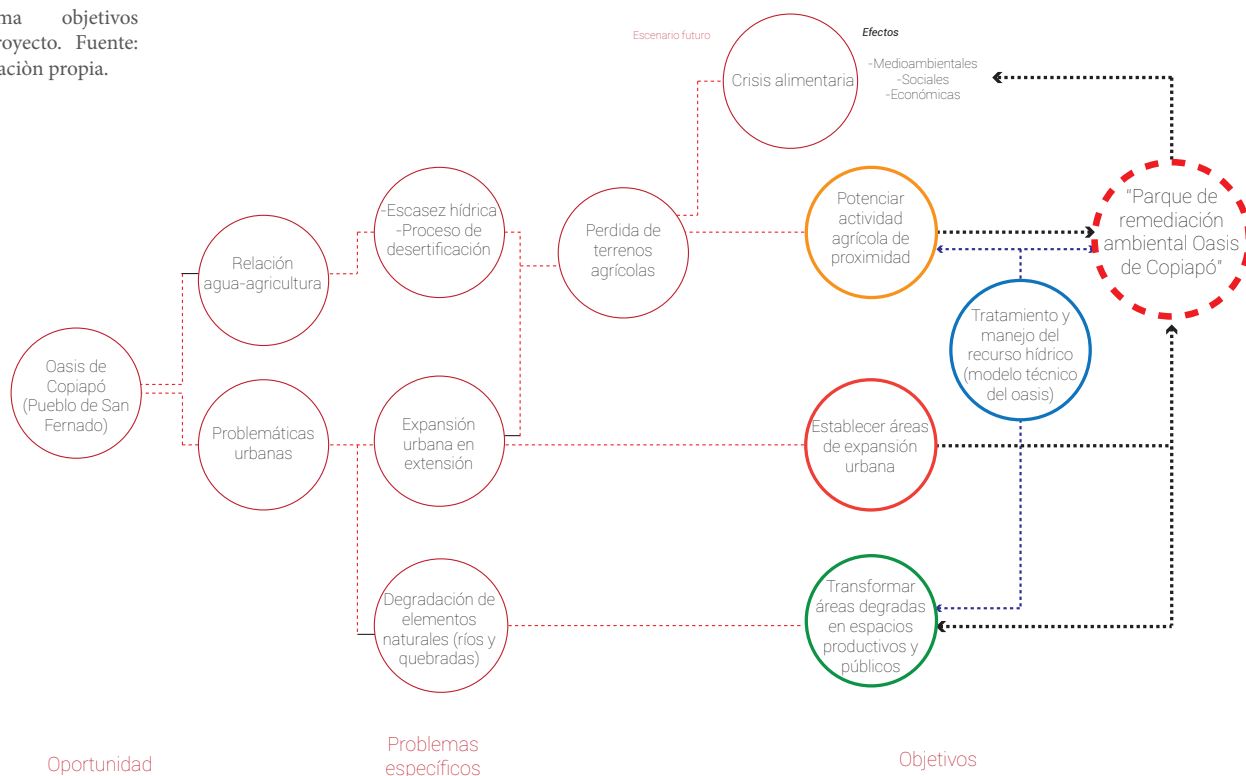 ma objetivos
royecto. Fuente:
aciòn propia.
Escenario futuro
Crisis alimentaria
Efectos
-Medioambientales
-Sociales
-Económicas
Oasis de
Copiapó
(Pueblo de San
Fernado)
Relación
agua-agricultura
Problemáticas
urbanas
-Escasez hídrica
-Proceso de
desertificación
Expansión
urbana en
extensión
Degradación de
elementos
naturales (ríos y
quebradas)
Perdida de
terrenos
agrícolas
Potenciar
actividad
agrícola de
proximidad
Tratamiento y
manejo del
recurso hídrico
(modelo técnico
del oasis)
Establecer áreas
de expansión
urbana
Transformar
áreas degradas
en espacios
productivos y
públicos
"Parque de
remediación
ambiental Oasis
de Copiapó"
Oportunidad
Problemas
específicos
Objetivos